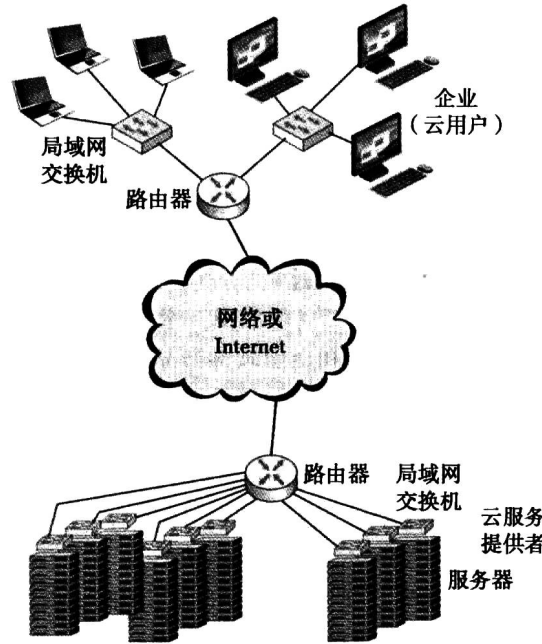 企业
（云用户）
局域网
交换机
路由器
网络或
Internet
路由器
局域网
交换机
云服务
提供者
服务器